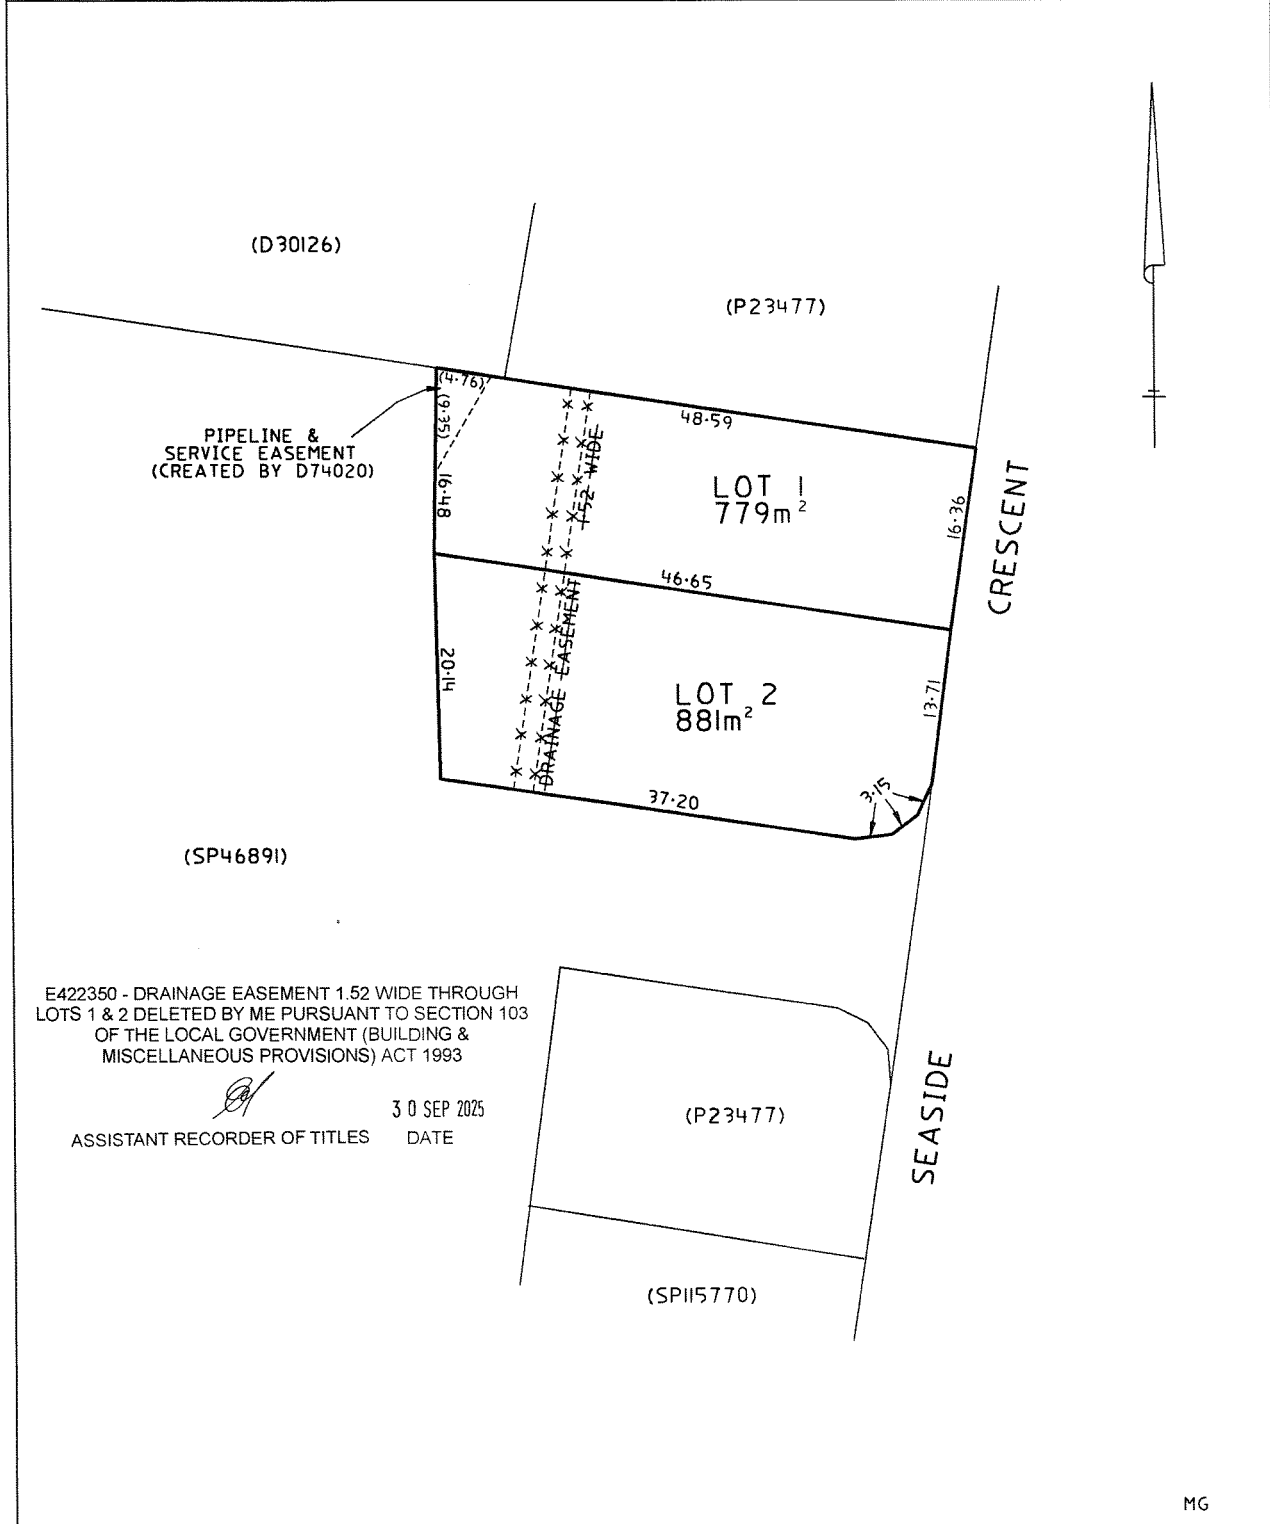 (D30126)
(P23477)
(4·76)
(9·35)
PIPELINE &
SERVICE EASEMENT
(CREATED BY D74020)
16·48
1·52 WIDE
48·59
LOT 1
779m²
16·36
CRESCENT
46·65
20·14
DRAINAGE EASEMENT
LOT 2
881m²
13·71
3·15
37·20
(SP46891)
E422350 - DRAINAGE EASEMENT 1.52 WIDE THROUGH
LOTS 1 & 2 DELETED BY ME PURSUANT TO SECTION 103
OF THE LOCAL GOVERNMENT (BUILDING &
MISCELLANEOUS PROVISIONS) ACT 1993
30 SEP 2025
ASSISTANT RECORDER OF TITLES DATE
(P23477)
SEASIDE
(SP115770)
MG